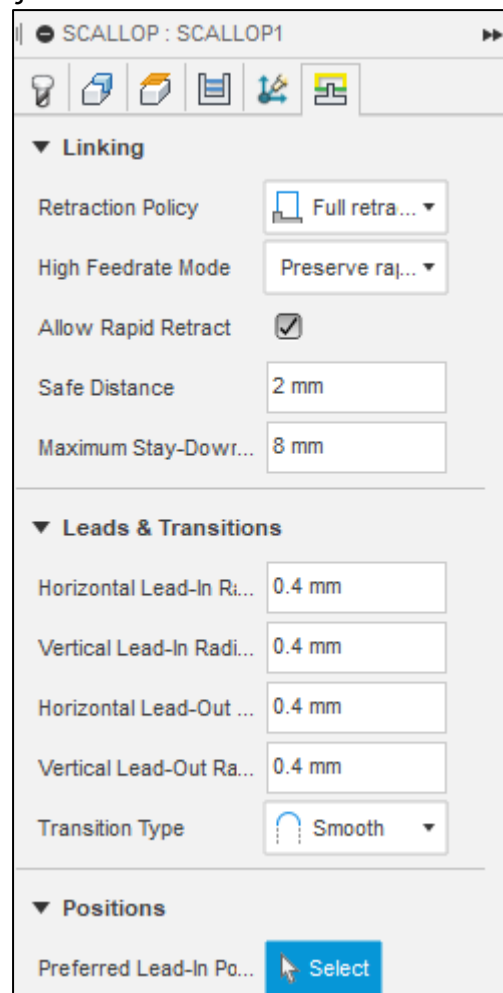 SCALLOP : SCALLOP1
Linking
Retraction Policy Full retra...
High Feedrate Mode Preserve rap...
Allow Rapid Retract
Safe Distance 2 mm
Maximum Stay-Down... 8 mm
Leads & Transitions
Horizontal Lead-In Ra... 0.4 mm
Vertical Lead-In Radi... 0.4 mm
Horizontal Lead-Out ... 0.4 mm
Vertical Lead-Out Ra... 0.4 mm
Transition Type Smooth
Positions
Preferred Lead-In Po... Select